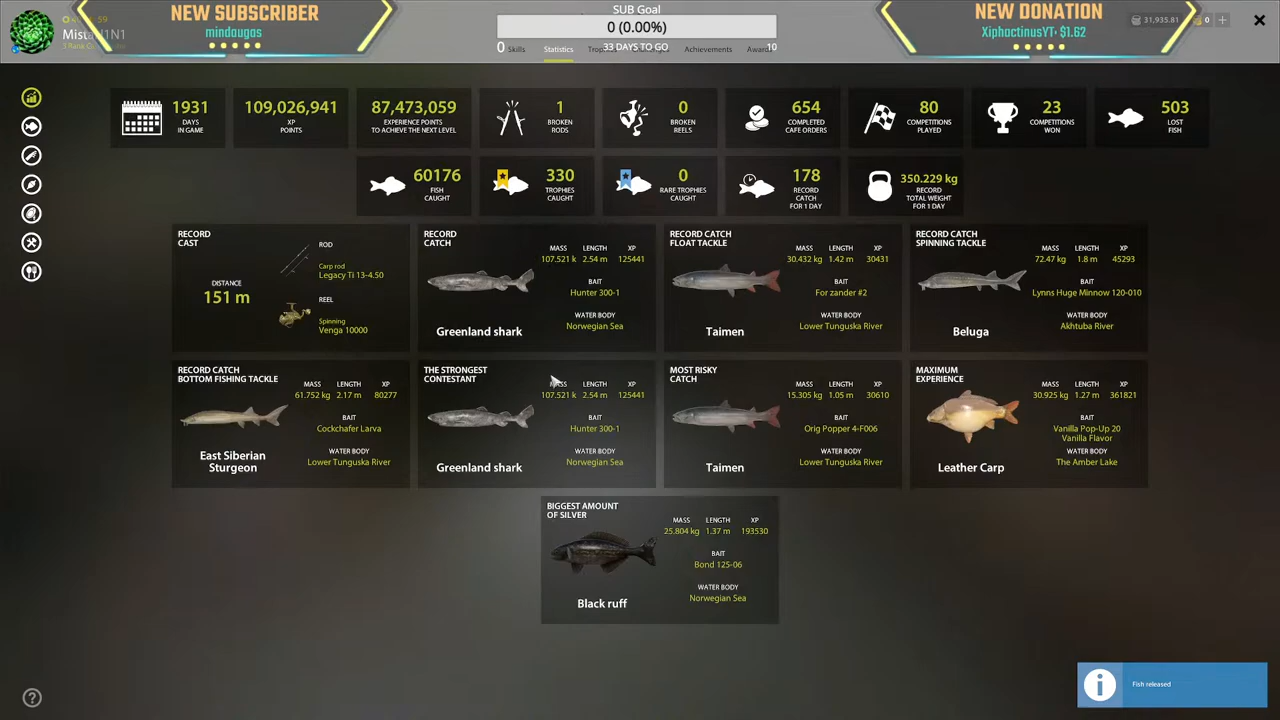 NEW SUBSCRIBER
mindaugas
SUB Goal
0 (0.00%)
0
33 DAYS TO GO
10
NEW DONATION
XiphactinusYT· $1.62
31,935.81
0
Skills
Statistics
Achievements
1931
DAYS
IN GAME
109,026,941
XP
POINTS
87,473,059
EXPERIENCE POINTS
TO ACHIEVE THE NEXT LEVEL
1
BROKEN
RODS
0
BROKEN
REELS
654
COMPLETED
CAFE ORDERS
80
COMPETITIONS
PLAYED
23
COMPETITIONS
WON
503
LOST
FISH
60176
FISH
CAUGHT
330
TROPHIES
CAUGHT
0
RARE TROPHIES
CAUGHT
178
RECORD
CATCH
FOR 1 DAY
350.229 kg
RECORD
TOTAL WEIGHT
FOR 1 DAY
RECORD
CAST
DISTANCE
151 m
ROD
Carp rod
Legacy Ti 13-4.50
REEL
Spinning
Venga 10000
RECORD
CATCH
MASS LENGTH XP
107.521 k 2.54 m 125441
BAIT
Hunter 300-1
WATER BODY
Norwegian Sea
Greenland shark
RECORD CATCH
FLOAT TACKLE
MASS LENGTH XP
30.432 kg 1.42 m 30431
BAIT
For zander #2
WATER BODY
Lower Tunguska River
Taimen
RECORD CATCH
SPINNING TACKLE
MASS LENGTH XP
72.47 kg 1.8 m 45293
BAIT
Lynns Huge Minnow 120-010
WATER BODY
Akhtuba River
Beluga
RECORD CATCH
BOTTOM FISHING TACKLE
MASS LENGTH XP
61.752 kg 2.17 m 80277
BAIT
Cockchafer Larva
WATER BODY
Lower Tunguska River
East Siberian
Sturgeon
THE STRONGEST
CONTESTANT
MASS LENGTH XP
107.521 k 2.54 m 125441
BAIT
Hunter 300-1
WATER BODY
Norwegian Sea
Greenland shark
MOST RISKY
CATCH
MASS LENGTH XP
15.305 kg 1.05 m 30610
BAIT
Orig Popper 4-F006
WATER BODY
Lower Tunguska River
Taimen
MAXIMUM
EXPERIENCE
MASS LENGTH XP
30.925 kg 1.27 m 361821
BAIT
Vanilla Pop-Up 20
Vanilla Flavor
WATER BODY
The Amber Lake
Leather Carp
BIGGEST AMOUNT
OF SILVER
MASS LENGTH XP
25.804 kg 1.37 m 193530
BAIT
Bond 125-06
WATER BODY
Norwegian Sea
Black ruff
Fish released